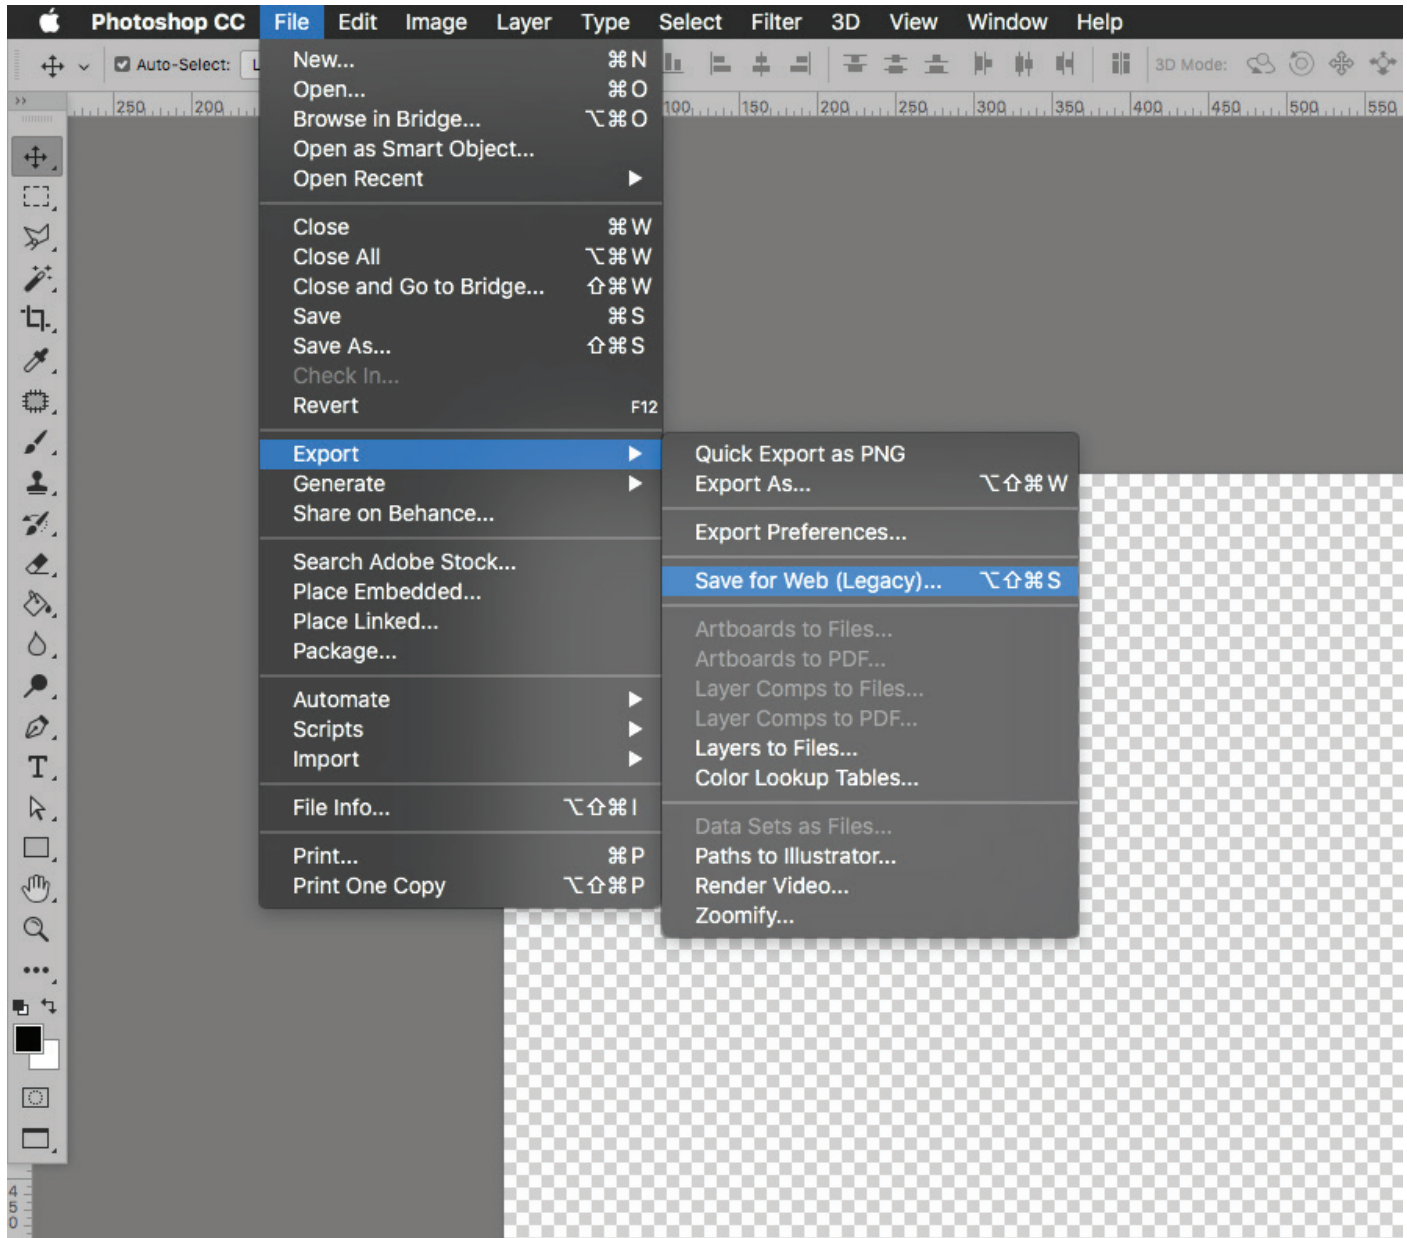 Photoshop CC File Edit Image Layer Type Select Filter 3D View Window Help
Auto-Select: L
3D Mode:
250 200 100 150 200 250 300 350 400 450 500 550
New... ⌘N
Open... ⌘O
Browse in Bridge... ⌥⌘O
Open as Smart Object...
Open Recent ▶
Close ⌘W
Close All ⌥⌘W
Close and Go to Bridge... ⇧⌘W
Save ⌘S
Save As... ⇧⌘S
Check In...
Revert F12
Export ▶
Generate ▶
Share on Behance...
Search Adobe Stock...
Place Embedded...
Place Linked...
Package...
Automate ▶
Scripts ▶
Import ▶
File Info... ⌥⇧⌘I
Print... ⌘P
Print One Copy ⌥⇧⌘P
Quick Export as PNG
Export As... ⌥⇧⌘W
Export Preferences...
Save for Web (Legacy)... ⌥⇧⌘S
Artboards to Files...
Artboards to PDF...
Layer Comps to Files...
Layer Comps to PDF...
Layers to Files...
Color Lookup Tables...
Data Sets as Files...
Paths to Illustrator...
Render Video...
Zoomify...
T
4
5
0